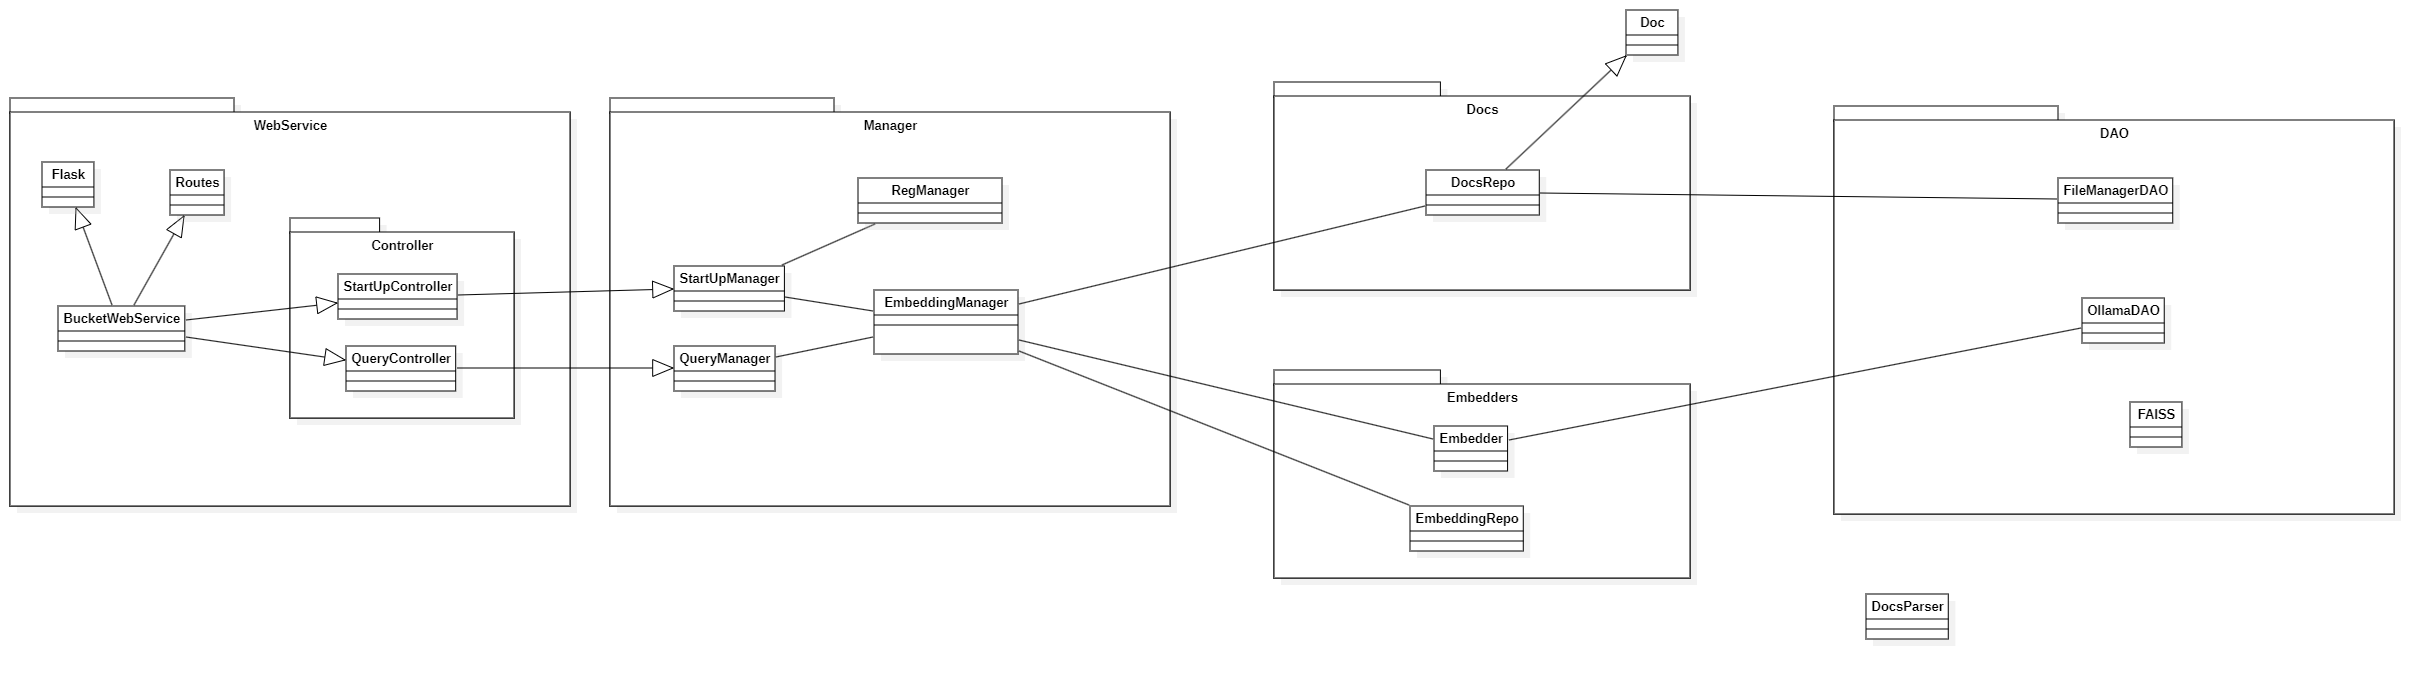 Doc
Docs
WebService
Manager
DAO
Flask
Routes
RegManager
DocsRepo
FileManagerDAO
Controller
StartUpController
StartUpManager
EmbeddingManager
OllamaDAO
BucketWebService
QueryController
QueryManager
Embedders
FAISS
Embedder
EmbeddingRepo
DocsParser